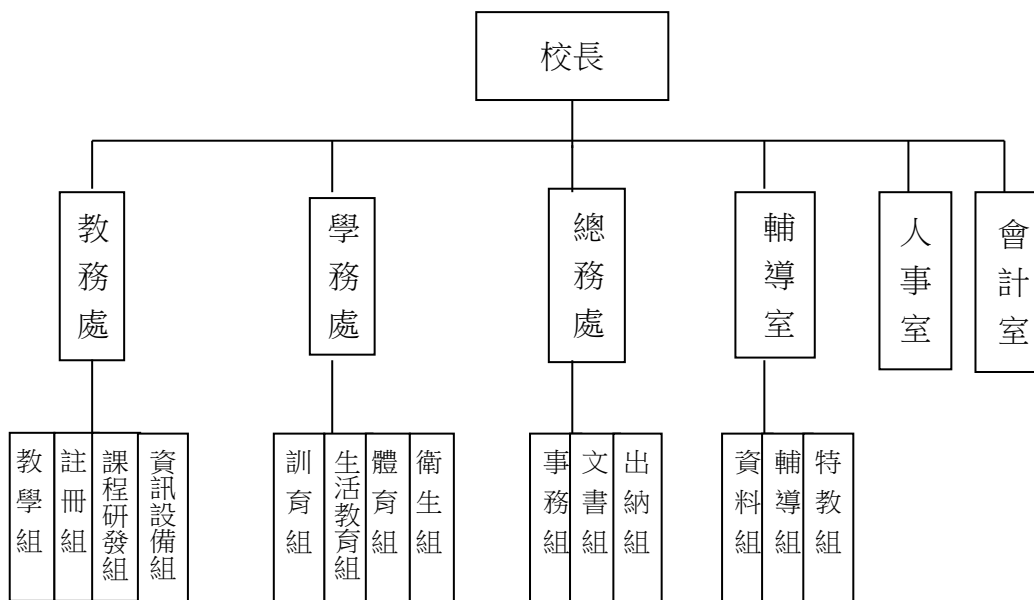 校長
教務處
學務處
總務處
輔導室
人事室
會計室
教學組
註冊組
課程研發組
資訊設備組
訓育組
生活教育組
體育組
衛生組
事務組
文書組
出納組
資料組
輔導組
特教組